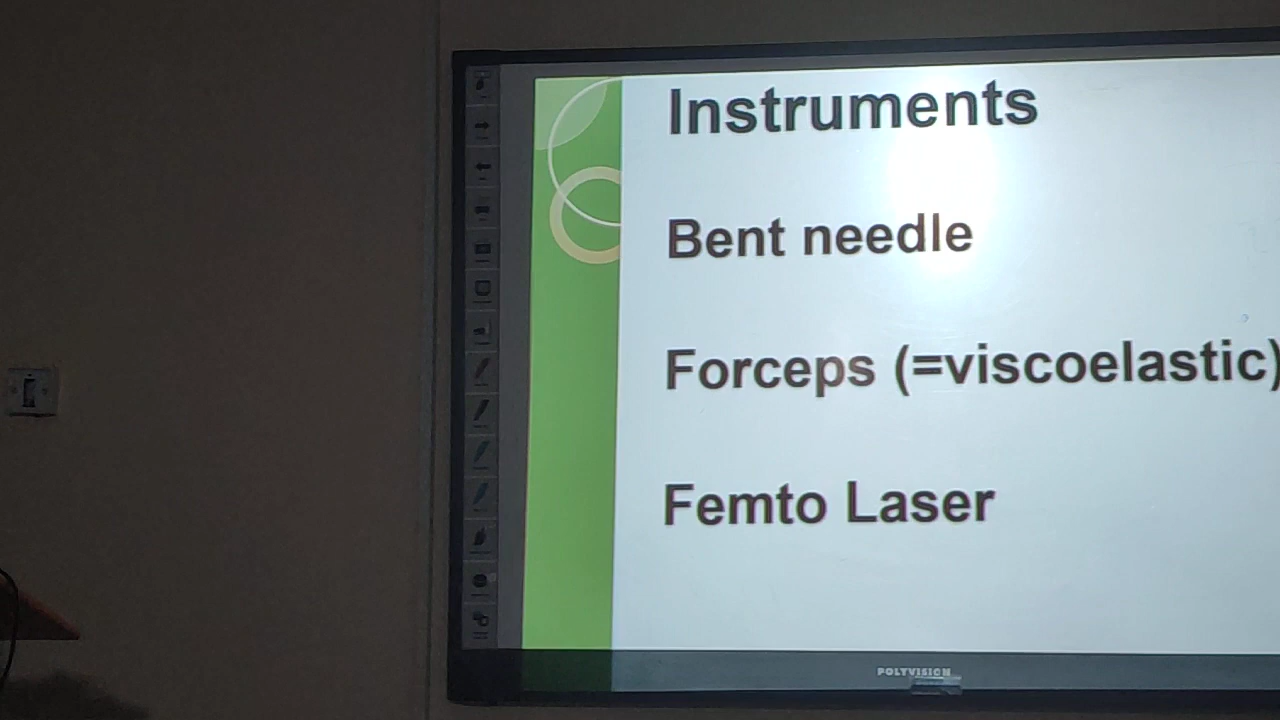 Instruments
Bent needle
Forceps (=viscoelastic)
Femto Laser
POLYVISION